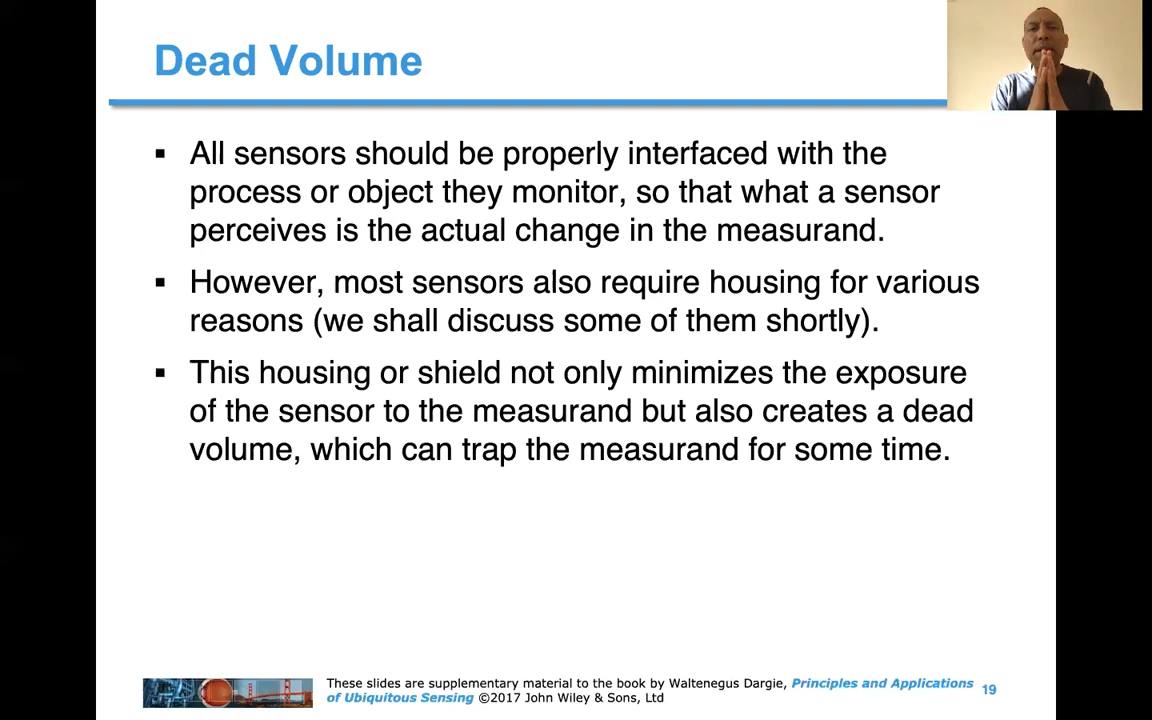 Dead Volume
▪ All sensors should be properly interfaced with the
process or object they monitor, so that what a sensor
perceives is the actual change in the measurand.
▪ However, most sensors also require housing for various
reasons (we shall discuss some of them shortly).
▪ This housing or shield not only minimizes the exposure
of the sensor to the measurand but also creates a dead
volume, which can trap the measurand for some time.
These slides are supplementary material to the book by Waltenegus Dargie, Principles and Applications
of Ubiquitous Sensing ©2017 John Wiley & Sons, Ltd
19